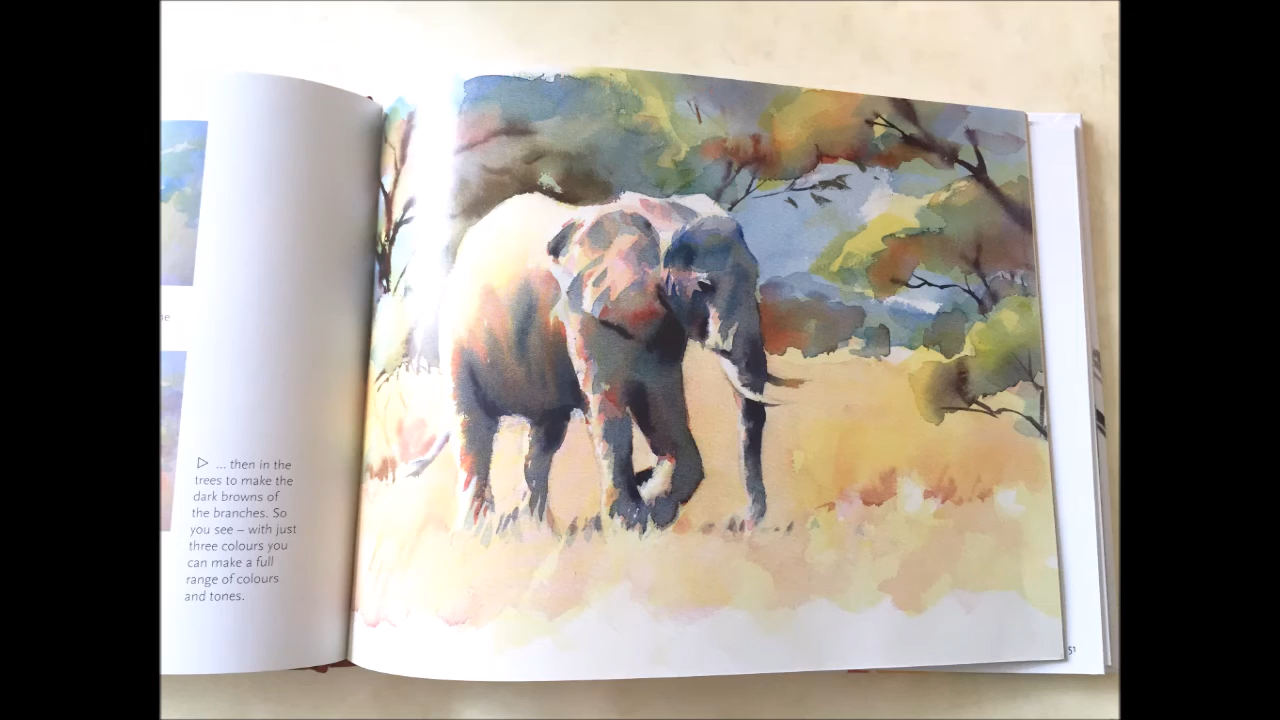 ne
▷ ... then in the
trees to make the
dark browns of
the branches. So
you see – with just
three colours you
can make a full
range of colours
and tones.
51